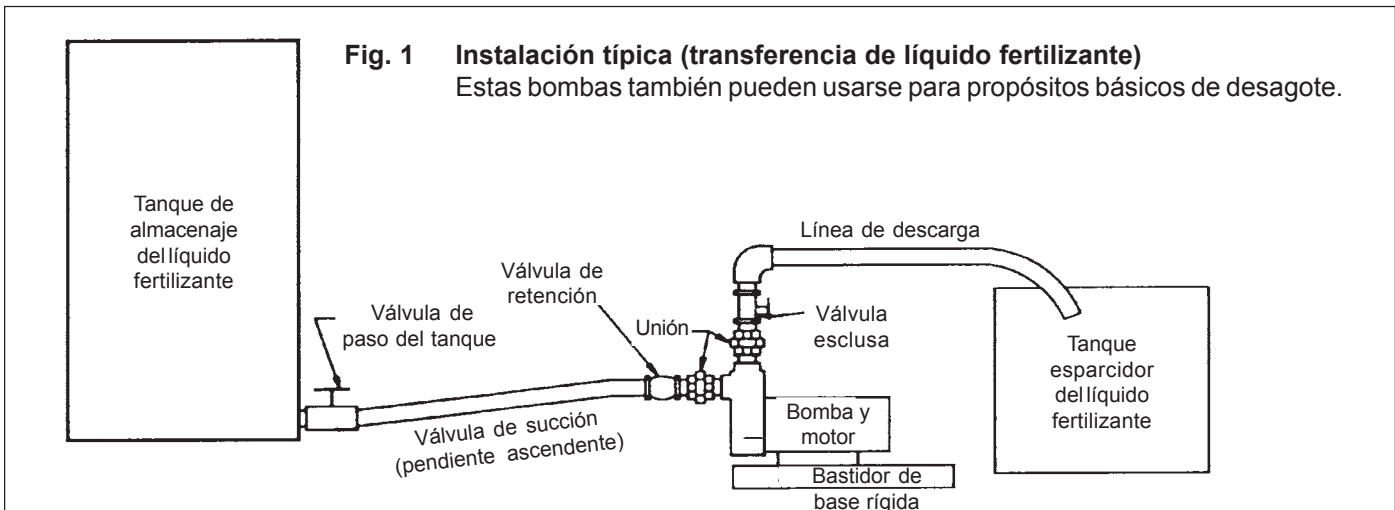 Fig. 1 Instalación típica (transferencia de líquido fertilizante)
Estas bombas también pueden usarse para propósitos básicos de desagote.
Tanque de
almacenaje
del líquido
fertilizante
Válvula de
paso del tanque
Válvula de succión
(pendiente ascendente)
Válvula de
retención
Unión
Línea de descarga
Válvula
esclusa
Bomba y
motor
Bastidor de
base rígida
Tanque
esparcidor
del líquido
fertilizante